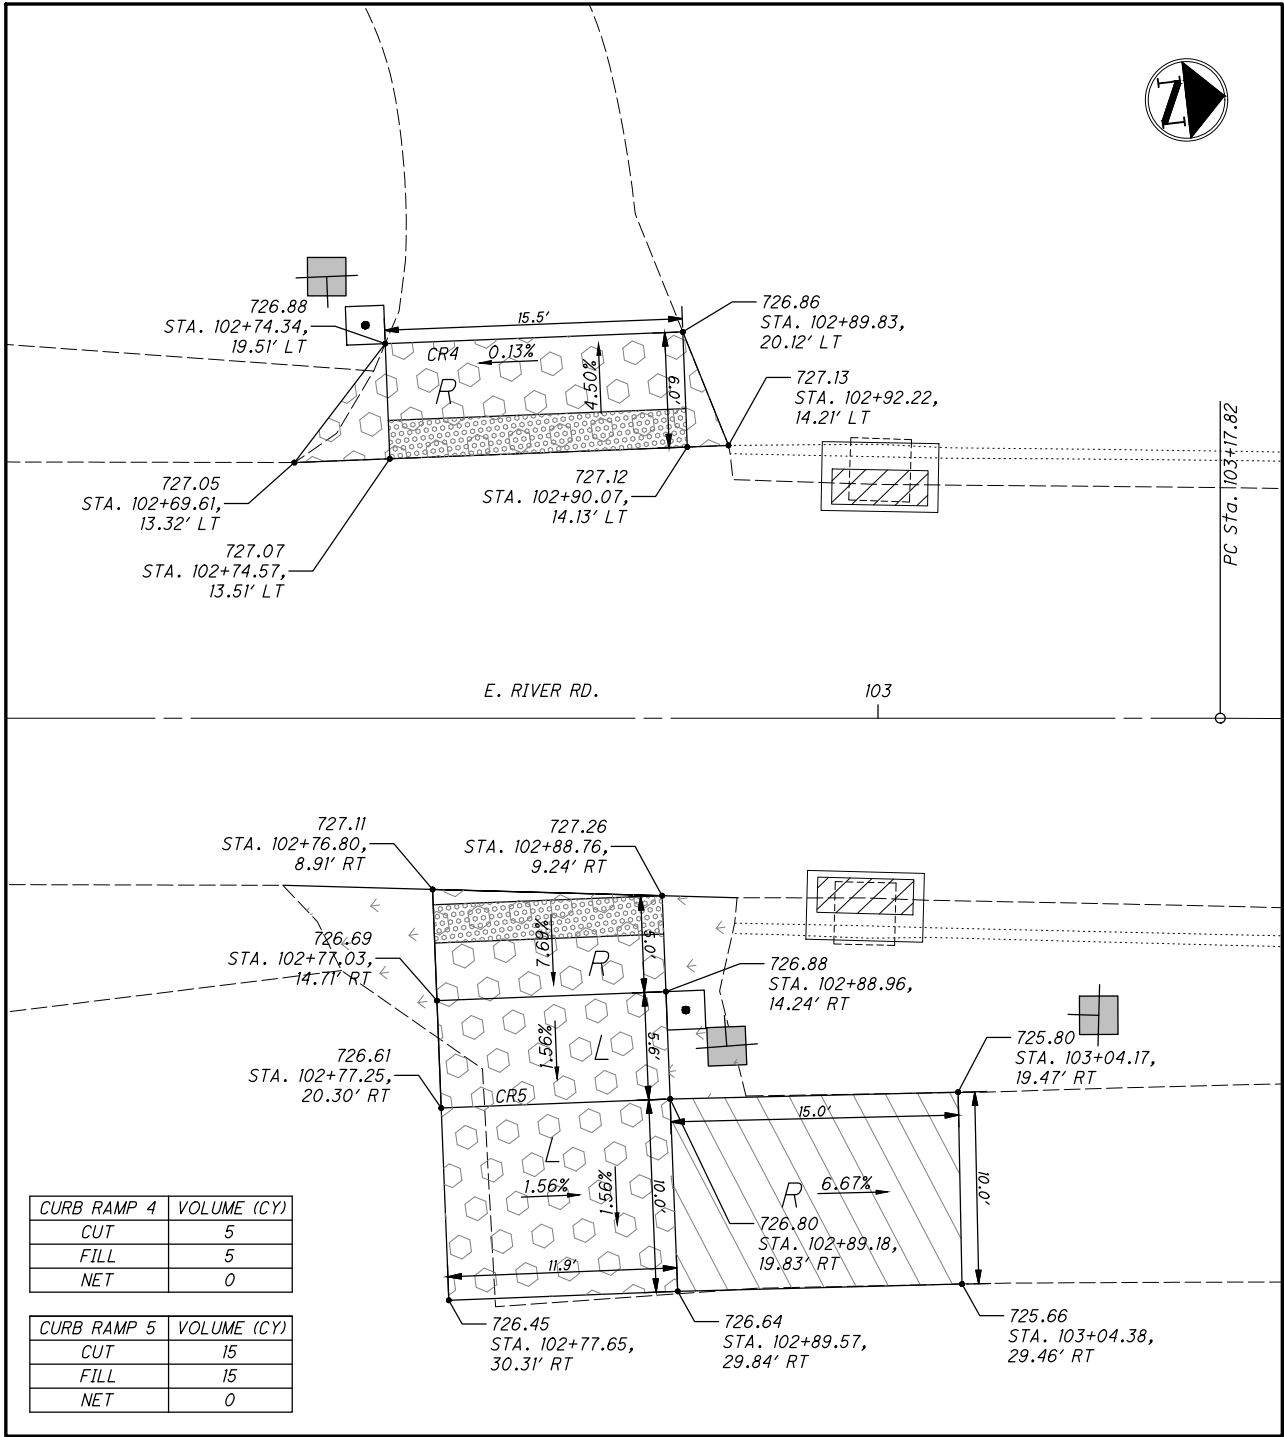 N
726.88
STA. 102+74.34,
19.51' LT
15.5'
726.86
STA. 102+89.83,
20.12' LT
CR4
0.13%
R
4.50%
6.0'
727.13
STA. 102+92.22,
14.21' LT
727.05
STA. 102+69.61,
13.32' LT
727.12
STA. 102+90.07,
14.13' LT
727.07
STA. 102+74.57,
13.51' LT
PC Sta. 103+17.82
E. RIVER RD.
103
727.11
STA. 102+76.80,
8.91' RT
727.26
STA. 102+88.76,
9.24' RT
726.69
STA. 102+77.03,
14.71' RT
7.69%
R
5.0'
726.88
STA. 102+88.96,
14.24' RT
1.56%
L
5.6'
726.61
STA. 102+77.25,
20.30' RT
CR5
725.80
STA. 103+04.17,
19.47' RT
15.0'
L
1.56%
1.56%
10.0'
R
6.67%
10.0'
726.80
STA. 102+89.18,
19.83' RT
11.9'
726.45
STA. 102+77.65,
30.31' RT
726.64
STA. 102+89.57,
29.84' RT
725.66
STA. 103+04.38,
29.46' RT
CURB RAMP 4 VOLUME (CY)
CUT 5
FILL 5
NET 0
CURB RAMP 5 VOLUME (CY)
CUT 15
FILL 15
NET 0